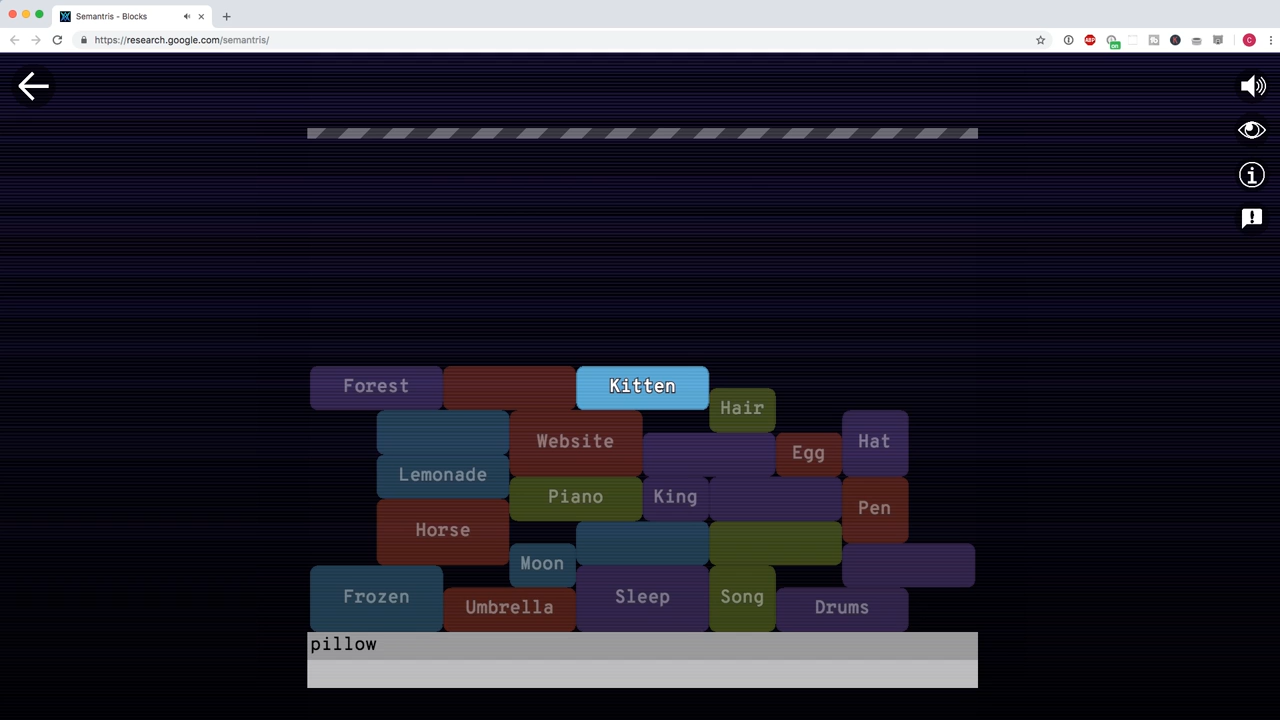 Semantris - Blocks
https://research.google.com/semantris/
Forest
Kitten
Hair
Website
Hat
Egg
Lemonade
Piano
King
Pen
Horse
Moon
Frozen
Sleep
Song
Umbrella
Drums
pillow